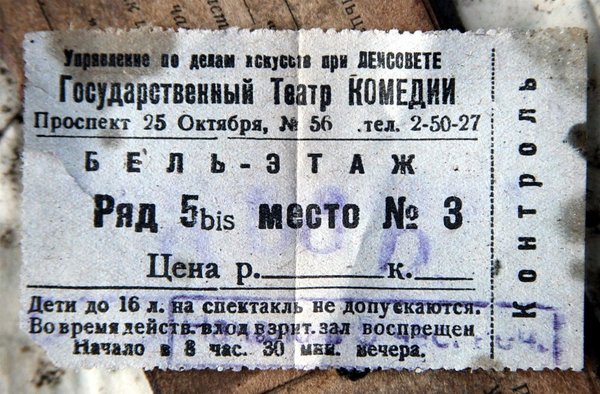 Управление по делам искусств при ЛЕНСОВЕТЕ
Государственный Театр КОМЕДИИ
Проспект 25 Октября, № 56 тел. 2-50-27
БЕЛЬ-ЭТАЖ
Ряд 5bis место № 3
Цена р. к.
Дети до 16 л. на спектакль не допускаются.
Во время действ. вход в зрит. зал воспрещен
Начало в 8 час. 30 мин. вечера.
Контроль